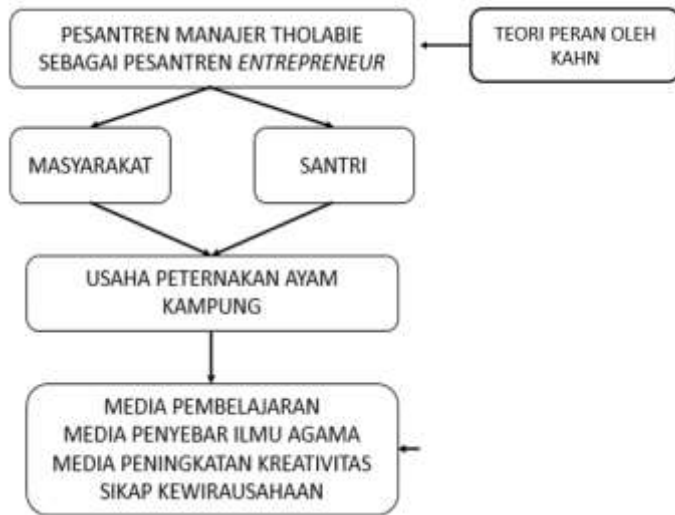 PESANTREN MANAJER THOLABIE
SEBAGAI PESANTREN ENTREPRENEUR
TEORI PERAN OLEH
KAHN
MASYARAKAT
SANTRI
USAHA PETERNAKAN AYAM
KAMPUNG
MEDIA PEMBELAJARAN
MEDIA PENYEBAR ILMU AGAMA
MEDIA PENINGKATAN KREATIVITAS
SIKAP KEWIRAUSAHAAN